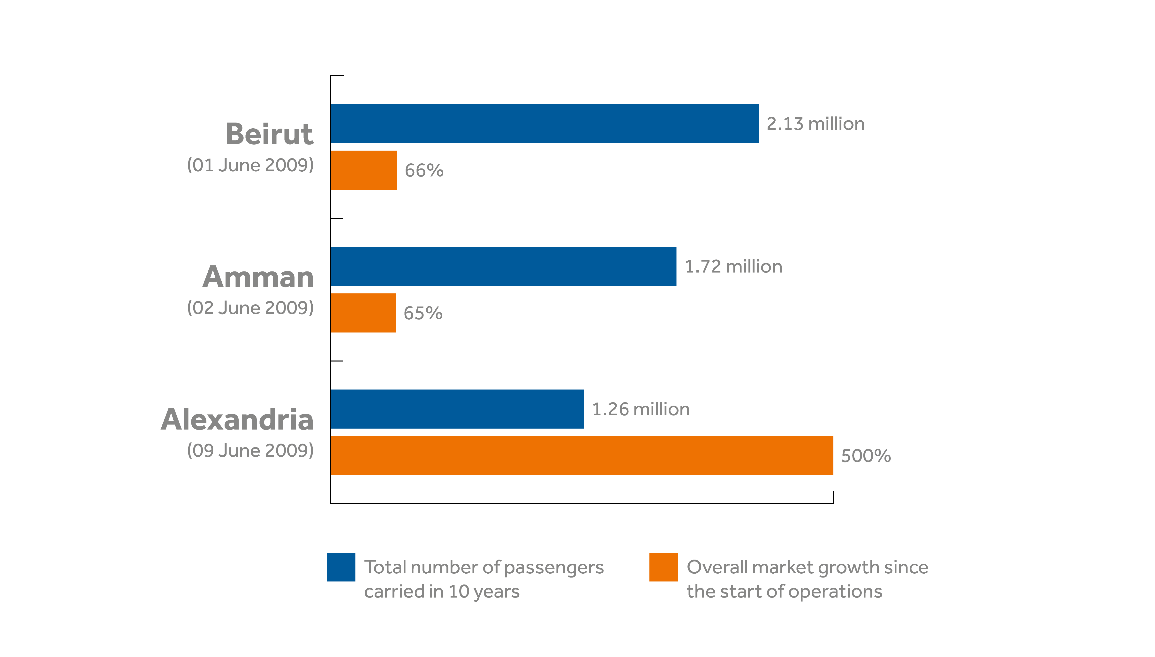 Beirut
(01 June 2009)
2.13 million
66%
Amman
(02 June 2009)
1.72 million
65%
Alexandria
(09 June 2009)
1.26 million
500%
Total number of passengers
carried in 10 years
Overall market growth since
the start of operations